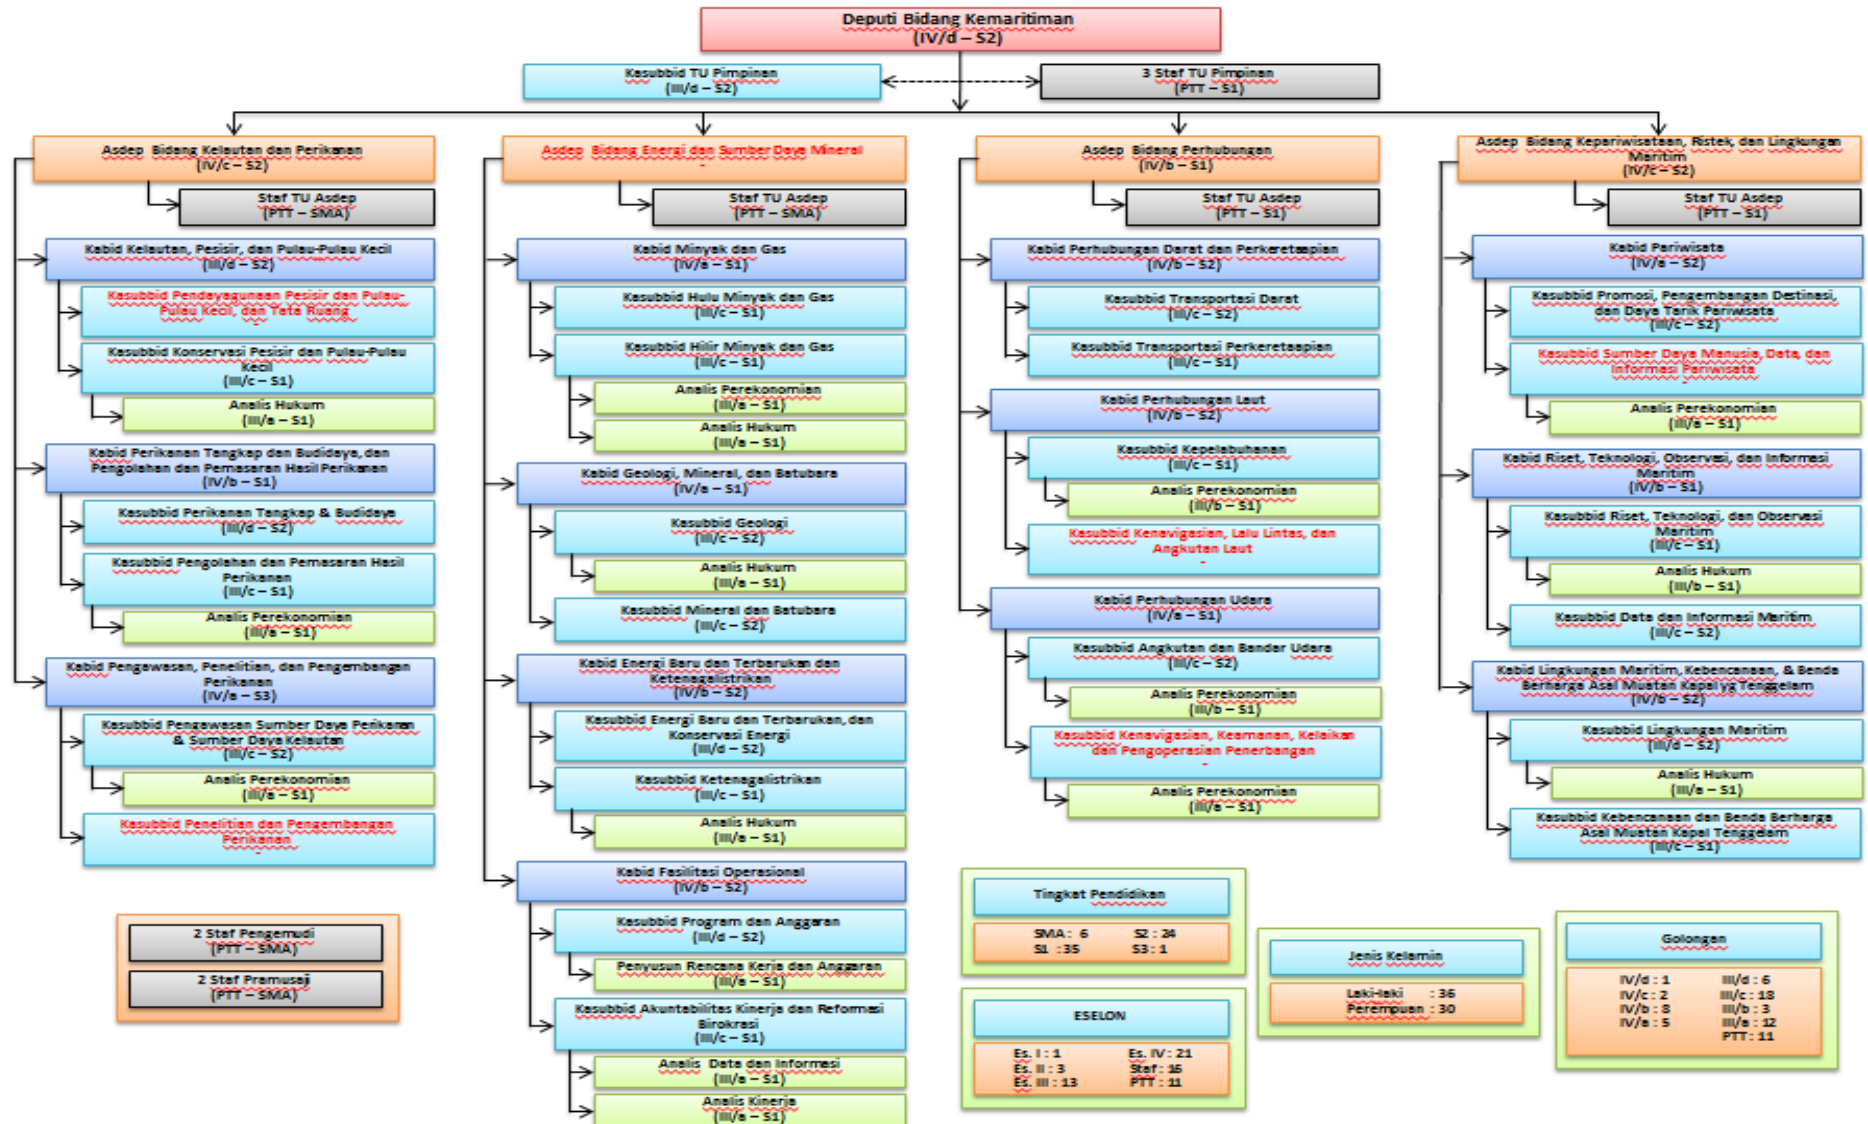 Deputi Bidang Kemaritiman
(IV/d – S2)
Kasubbid TU Pimpinan
(III/d – S2)
3 Staf TU Pimpinan
(PTT – S1)
Asdep Bidang Kelautan dan Perikanan
(IV/c – S2)
Staf TU Asdep
(PTT – SMA)
Kabid Kelautan, Pesisir, dan Pulau-Pulau Kecil
(III/d – S2)
Kasubbid Pendayagunaan Pesisir dan Pulau-
Pulau Kecil, dan Tata Ruang
-
Kasubbid Konservasi Pesisir dan Pulau-Pulau
Kecil
(III/c – S1)
Analis Hukum
(III/a – S1)
Kabid Perikanan Tangkap dan Budidaya, dan
Pengolahan dan Pemasaran Hasil Perikanan
(IV/b – S1)
Kasubbid Perikanan Tangkap & Budidaya
(III/d – S2)
Kasubbid Pengolahan dan Pemasaran Hasil
Perikanan
(III/c – S1)
Analis Perekonomian
(III/a – S1)
Kabid Pengawasan, Penelitian, dan Pengembangan
Perikanan
(IV/a – S3)
Kasubbid Pengawasan Sumber Daya Perikanan
& Sumber Daya Kelautan
(III/c – S2)
Analis Perekonomian
(III/a – S1)
Kasubbid Penelitian dan Pengembangan
Perikanan
-
2 Staf Pengemudi
(PTT – SMA)
2 Staf Pramusaji
(PTT – SMA)
Asdep Bidang Energi dan Sumber Daya Mineral
-
Staf TU Asdep
(PTT – SMA)
Kabid Minyak dan Gas
(IV/a – S1)
Kasubbid Hulu Minyak dan Gas
(III/c – S1)
Kasubbid Hilir Minyak dan Gas
(III/c – S1)
Analis Perekonomian
(III/a – S1)
Analis Hukum
(III/a – S1)
Kabid Geologi, Mineral, dan Batubara
(IV/a – S1)
Kasubbid Geologi
(III/c – S2)
Analis Hukum
(III/a – S1)
Kasubbid Mineral dan Batubara
(III/c – S2)
Kabid Energi Baru dan Terbarukan dan
Ketenagalistrikan
(IV/b – S2)
Kasubbid Energi Baru dan Terbarukan, dan
Konservasi Energi
(III/d – S2)
Kasubbid Ketenagalistrikan
(III/c – S1)
Analis Hukum
(III/a – S1)
Kabid Fasilitasi Operasional
(IV/b – S2)
Kasubbid Program dan Anggaran
(III/d – S2)
Penyusun Rencana Kerja dan Anggaran
(III/a – S1)
Kasubbid Akuntabilitas Kinerja dan Reformasi
Birokrasi
(III/c – S1)
Analis Data dan Informasi
(III/a – S1)
Analis Kinerja
(III/a – S1)
Asdep Bidang Perhubungan
(IV/b – S1)
Staf TU Asdep
(PTT – S1)
Kabid Perhubungan Darat dan Perkeretaapian
(IV/b – S2)
Kasubbid Transportasi Darat
(III/c – S2)
Kasubbid Transportasi Perkeretaapian
(III/c – S1)
Kabid Perhubungan Laut
(IV/b – S2)
Kasubbid Kepelabuhanan
(III/c – S1)
Analis Perekonomian
(III/b – S1)
Kasubbid Kenavigasian, Lalu Lintas, dan
Angkutan Laut
-
Kabid Perhubungan Udara
(IV/a – S1)
Kasubbid Angkutan dan Bandar Udara
(III/c – S2)
Analis Perekonomian
(III/b – S1)
Kasubbid Kenavigasian, Keamanan, Kelaikan
dan Pengoperasian Penerbangan
-
Analis Perekonomian
(III/a – S1)
Asdep Bidang Kepariwisataan, Ristek, dan Lingkungan
Maritim
(IV/c – S2)
Staf TU Asdep
(PTT – S1)
Kabid Pariwisata
(IV/a – S2)
Kasubbid Promosi, Pengembangan Destinasi,
dan Daya Tarik Pariwisata
(III/c – S2)
Kasubbid Sumber Daya Manusia, Data, dan
Informasi Pariwisata
-
Analis Perekonomian
(III/a – S1)
Kabid Riset, Teknologi, Observasi, dan Informasi
Maritim
(IV/b – S1)
Kasubbid Riset, Teknologi, dan Observasi
Maritim
(III/c – S1)
Analis Hukum
(III/b – S1)
Kasubbid Data dan Informasi Maritim
(III/c – S2)
Kabid Lingkungan Maritim, Kebencanaan, & Benda
Berharga Asal Muatan Kapal yg Tenggelam
(IV/b – S2)
Kasubbid Lingkungan Maritim
(III/d – S2)
Analis Hukum
(III/a – S1)
Kasubbid Kebencanaan dan Benda Berharga
Asal Muatan Kapal Tenggelam
(III/c – S1)
Tingkat Pendidikan
SMA : 6 S2 : 24
S1 : 35 S3 : 1
ESELON
Es. I : 1 Es. IV : 21
Es. II : 3 Staf : 16
Es. III : 13 PTT : 11
Jenis Kelamin
Laki-laki : 36
Perempuan : 30
Golongan
IV/d : 1 III/d : 6
IV/c : 2 III/c : 18
IV/b : 8 III/b : 3
IV/a : 5 III/a : 12
PTT : 11